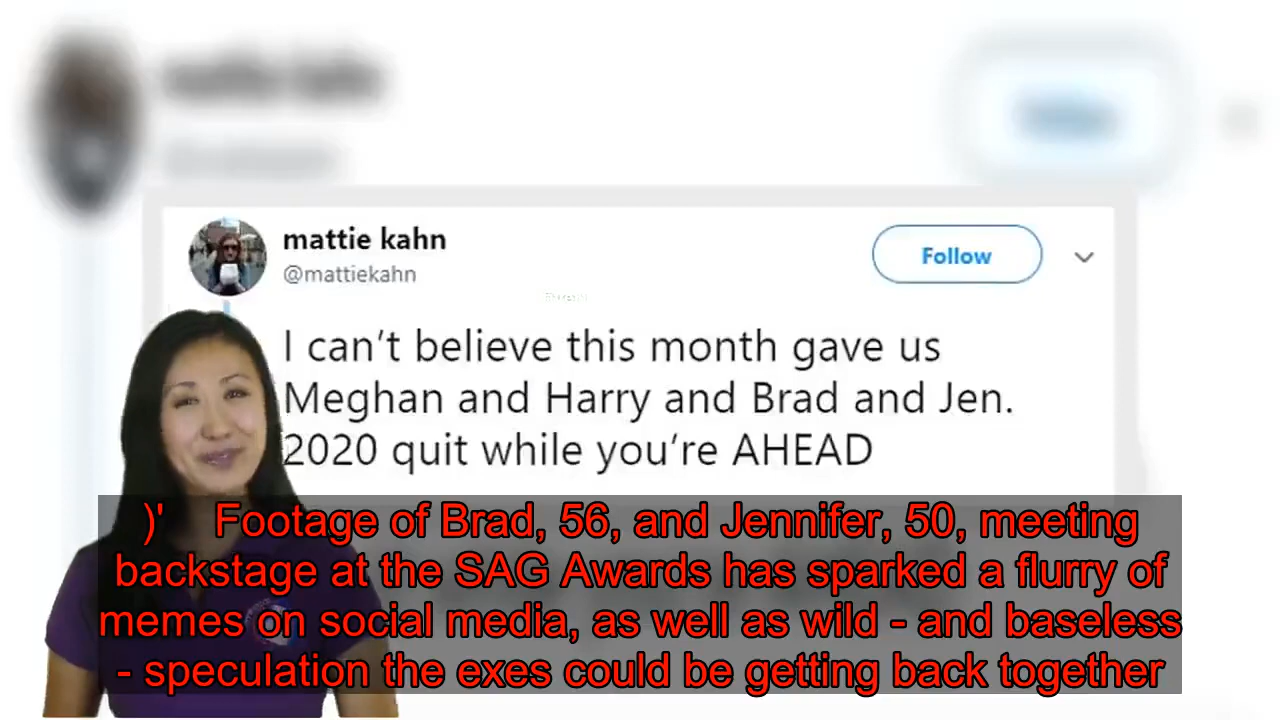 mattie kahn
@mattiekahn
Follow
I can't believe this month gave us
Meghan and Harry and Brad and Jen.
2020 quit while you're AHEAD
)' Footage of Brad, 56, and Jennifer, 50, meeting
backstage at the SAG Awards has sparked a flurry of
memes on social media, as well as wild - and baseless
- speculation the exes could be getting back together